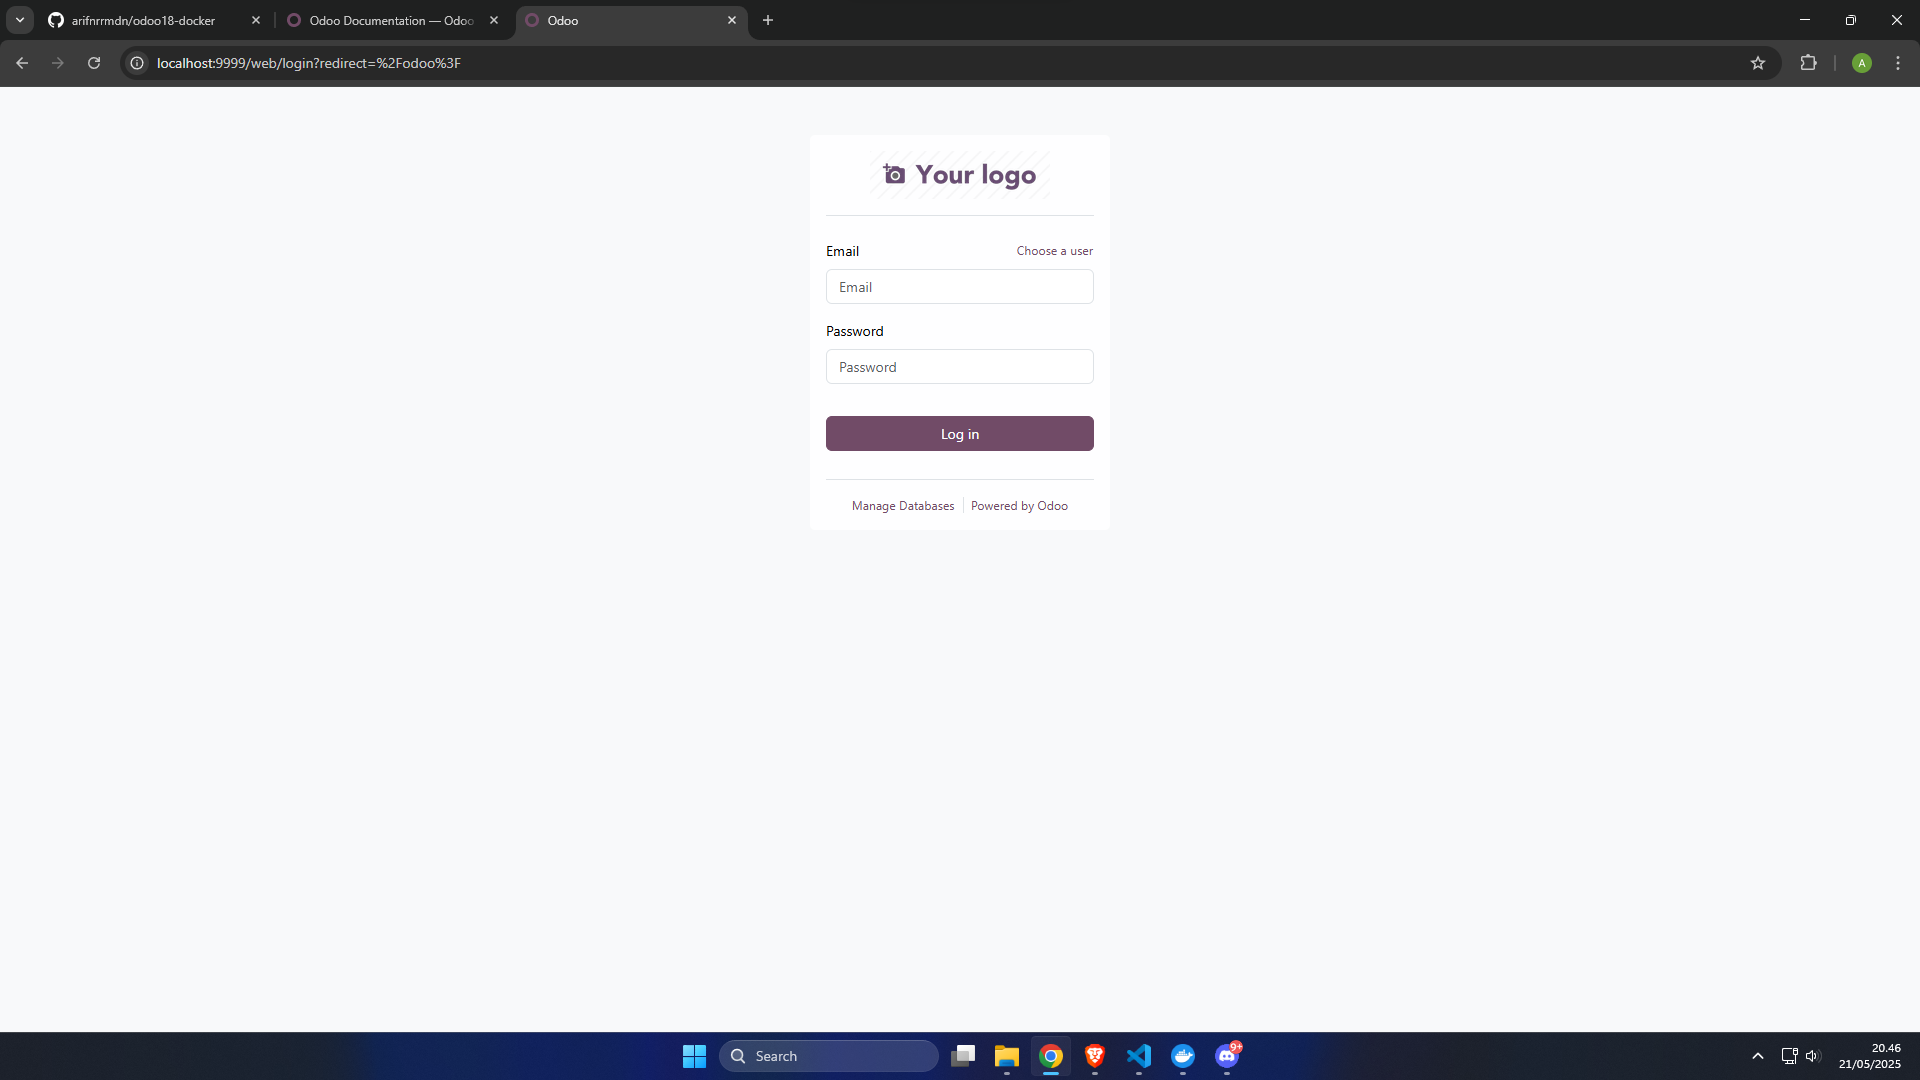 arifnrrmdn/odoo18-docker
Odoo Documentation — Odoo
Odoo
localhost:9999/web/login?redirect=%2Fodoo%3F
A
Your logo
Email
Choose a user
Email
Password
Password
Log in
Manage Databases
Powered by Odoo
Search
9+
20.46
21/05/2025